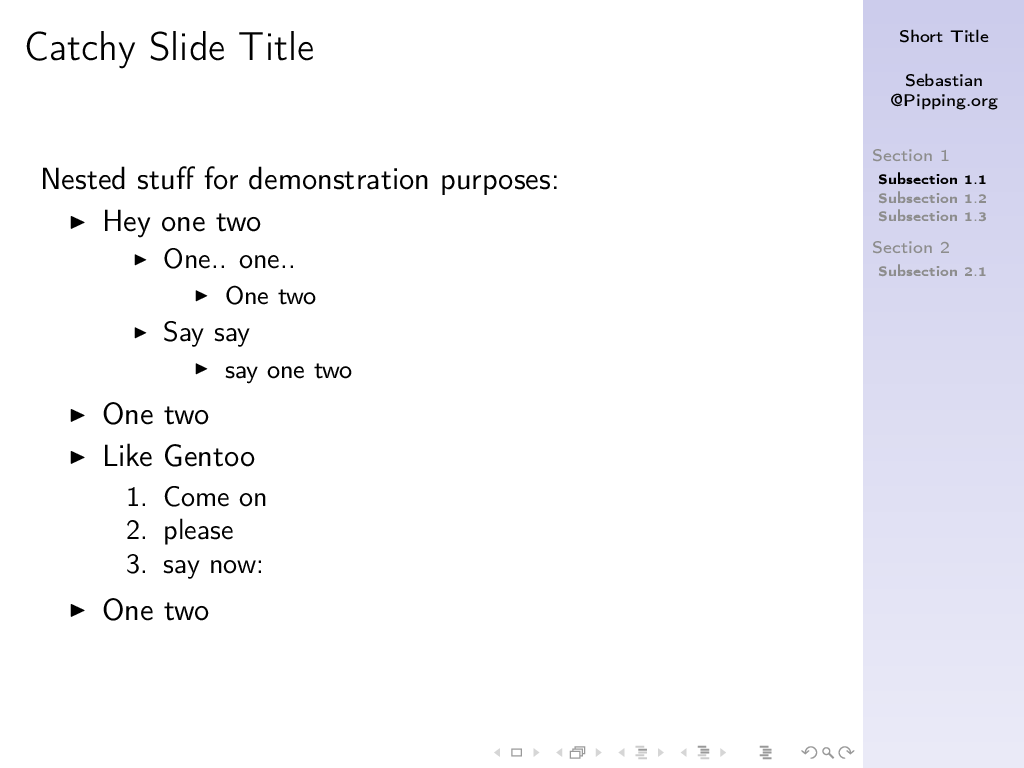 Catchy Slide Title
Nested stuff for demonstration purposes:
Hey one two
One.. one..
One two
Say say
say one two
One two
Like Gentoo
1. Come on
2. please
3. say now:
One two
Short Title
Sebastian
@Pipping.org
Section 1
Subsection 1.1
Subsection 1.2
Subsection 1.3
Section 2
Subsection 2.1